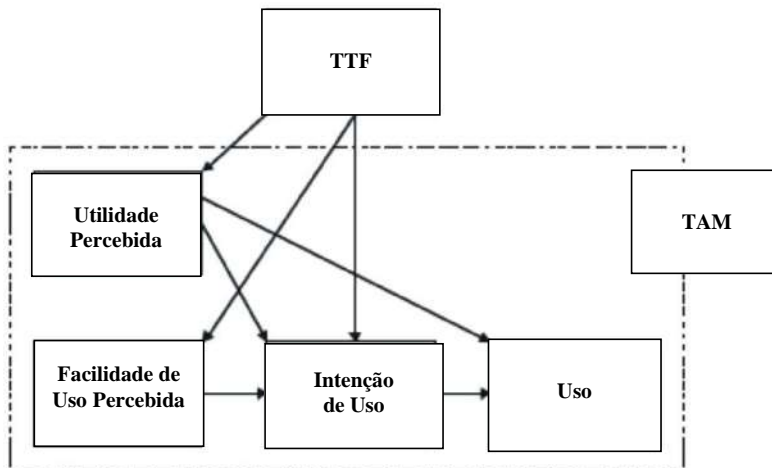 TTF
Utilidade
Percebida
TAM
Facilidade de
Uso Percebida
Intenção
de Uso
Uso